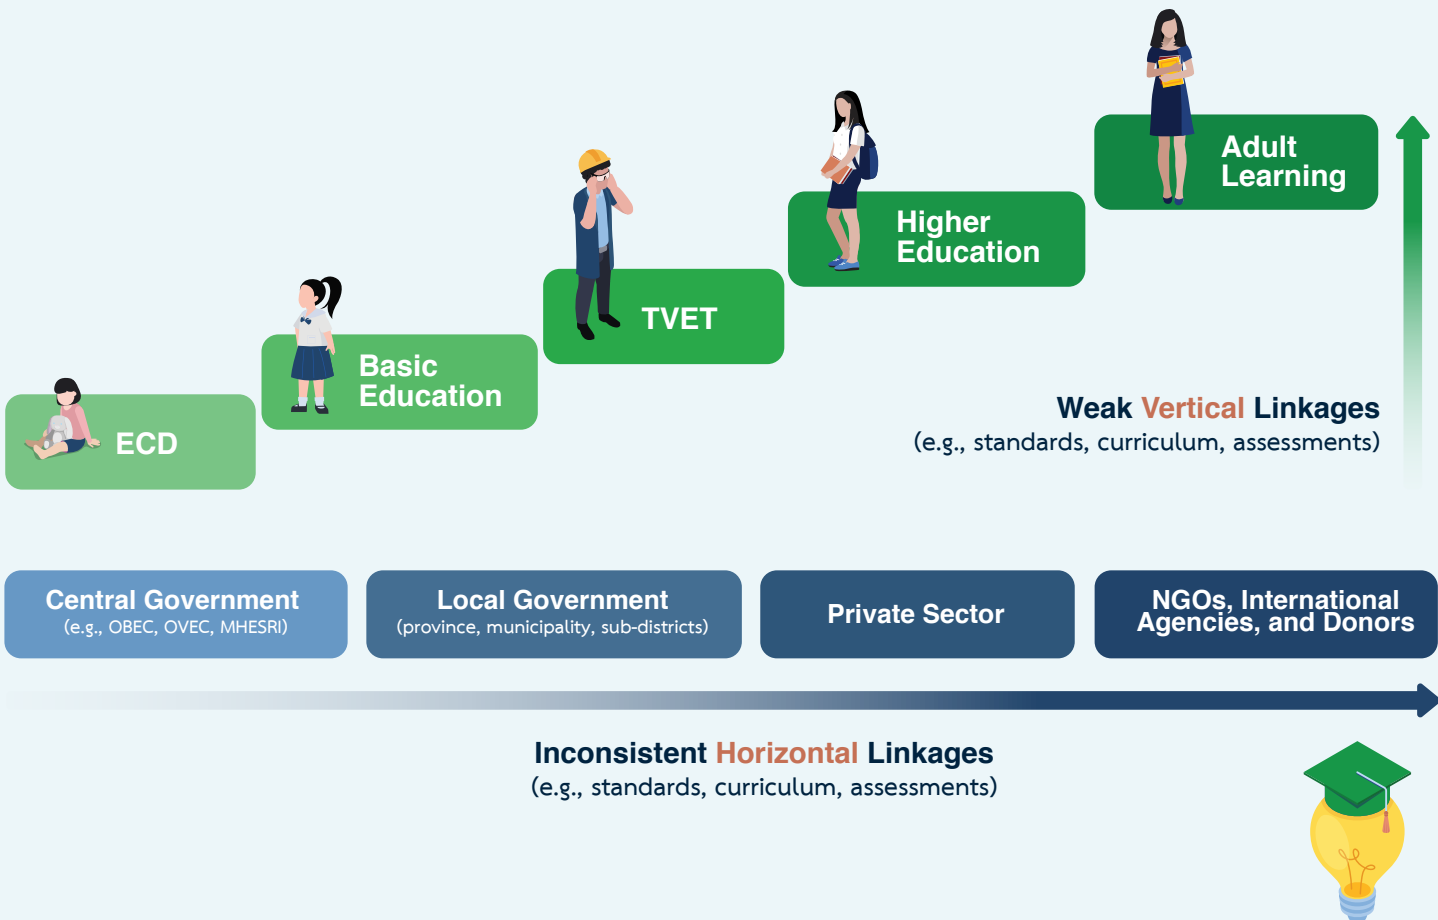 Adult
Learning
Higher
Education
TVET
Basic
Education
ECD
Weak Vertical Linkages
(e.g., standards, curriculum, assessments)
Central Government
(e.g., OBEC, OVEC, MHESRI)
Local Government
(province, municipality, sub-districts)
Private Sector
NGOs, International
Agencies, and Donors
Inconsistent Horizontal Linkages
(e.g., standards, curriculum, assessments)